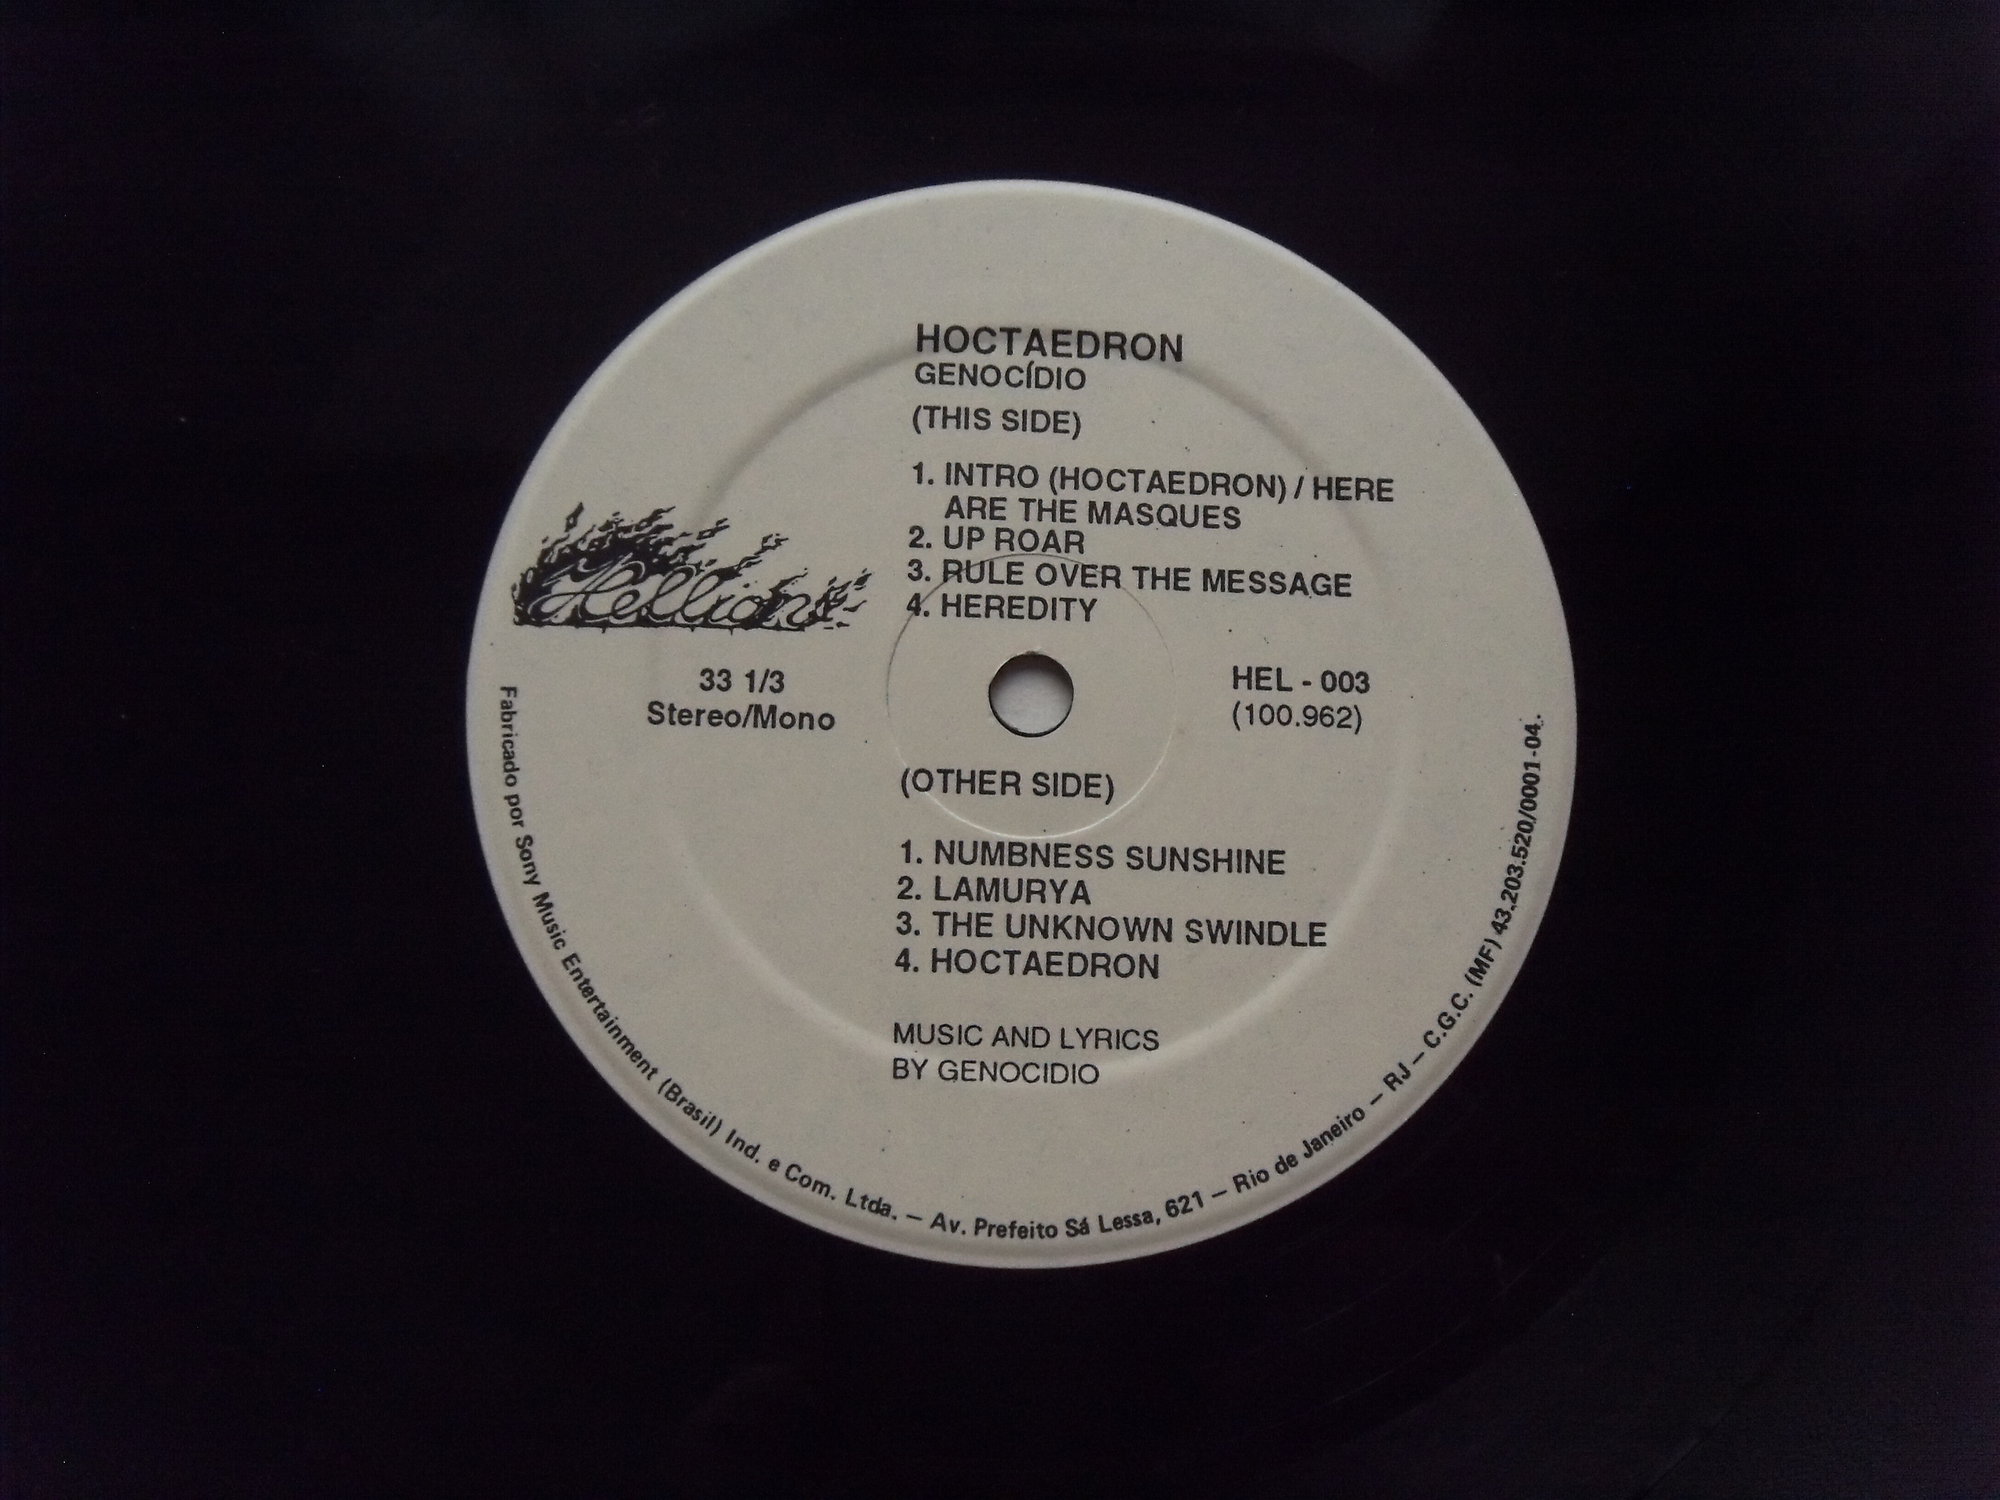 HOCTAEDRON
GENOCÍDIO
(THIS SIDE)
1. INTRO (HOCTAEDRON) / HERE
ARE THE MASQUES
2. UP ROAR
3. RULE OVER THE MESSAGE
4. HEREDITY
Hellion
33 1/3
Stereo/Mono
HEL - 003
(100.962)
(OTHER SIDE)
1. NUMBNESS SUNSHINE
2. LAMURYA
3. THE UNKNOWN SWINDLE
4. HOCTAEDRON
MUSIC AND LYRICS
BY GENOCIDIO
Fabricado por Sony Music Entertainment (Brasil) Ind. e Com. Ltda. — Av. Prefeito Sá Lessa, 621 — Rio de Janeiro — RJ — C.G.C. (MF) 43.203.520/0001-04.